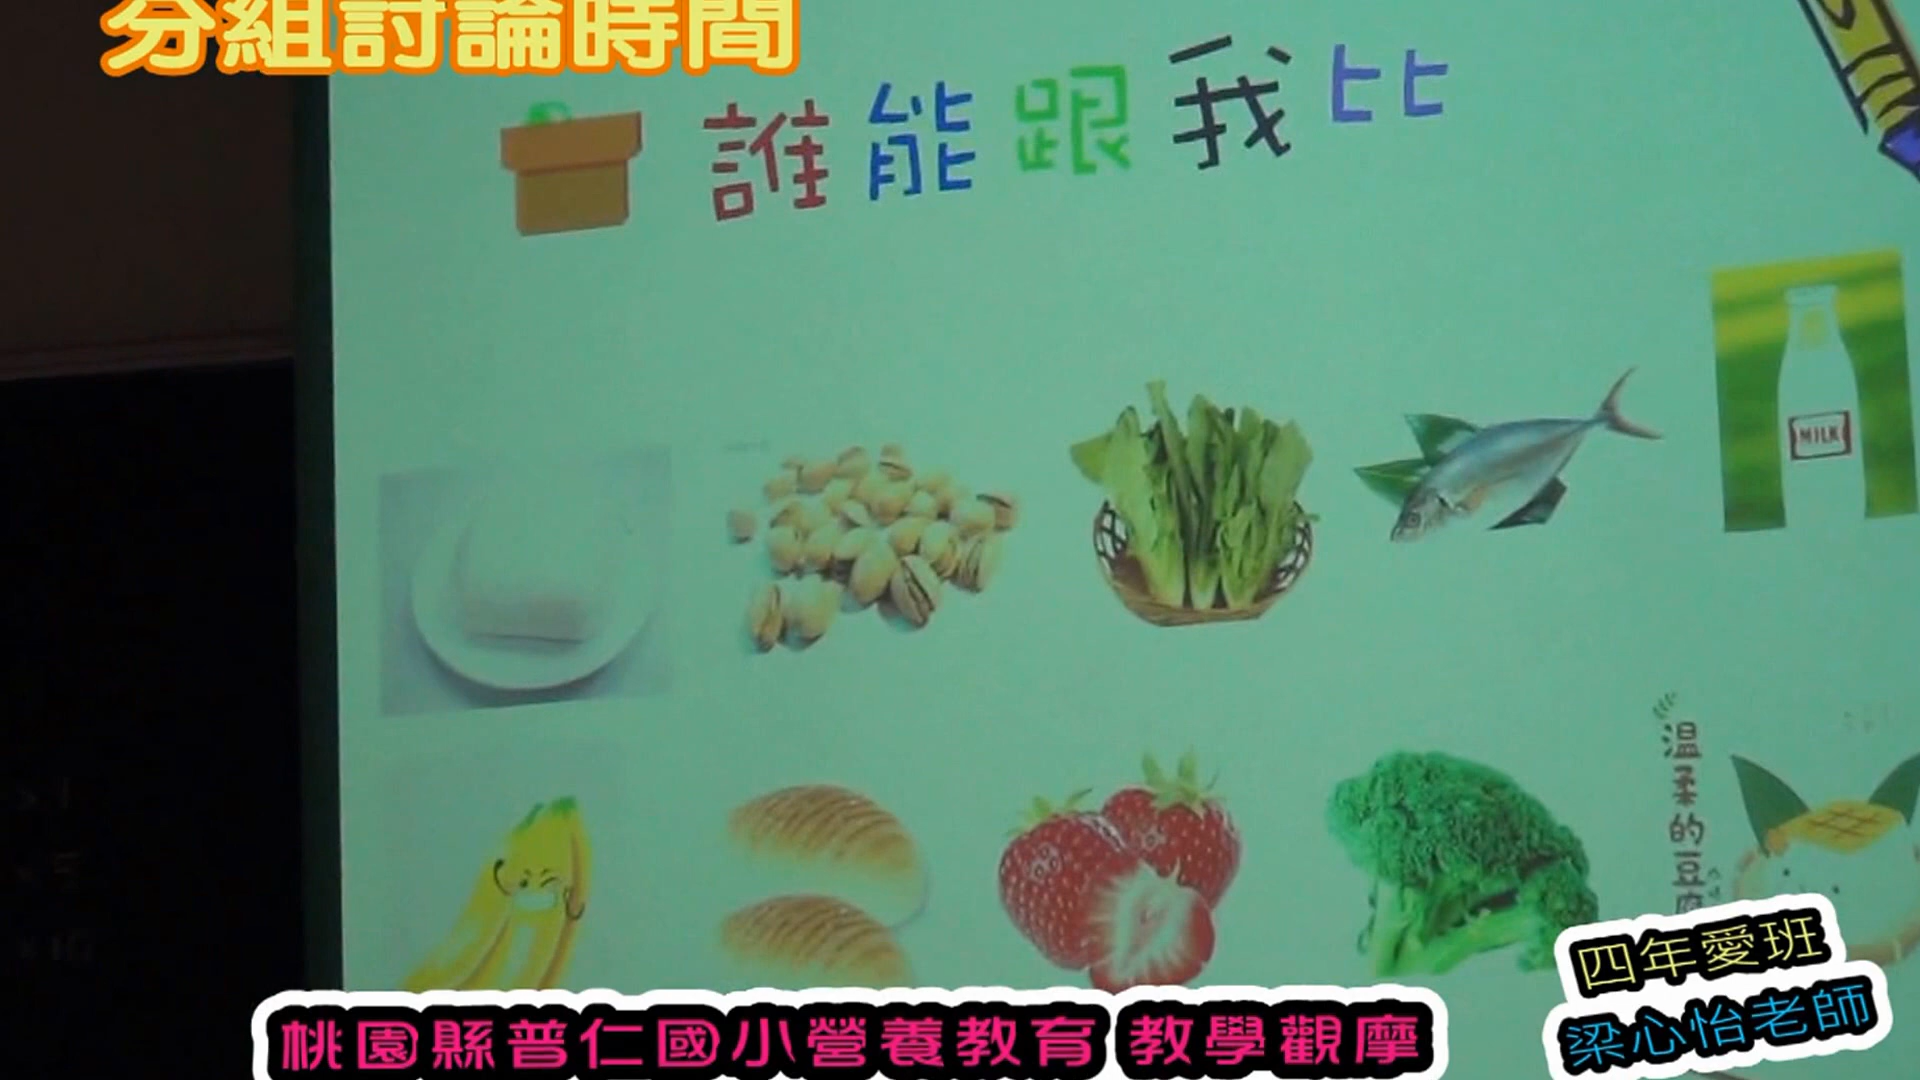 分組討論時間
誰能跟我比
MILK
溫柔的豆腐
四年愛班
梁心怡老師
桃園縣普仁國小營養教育 教學觀摩